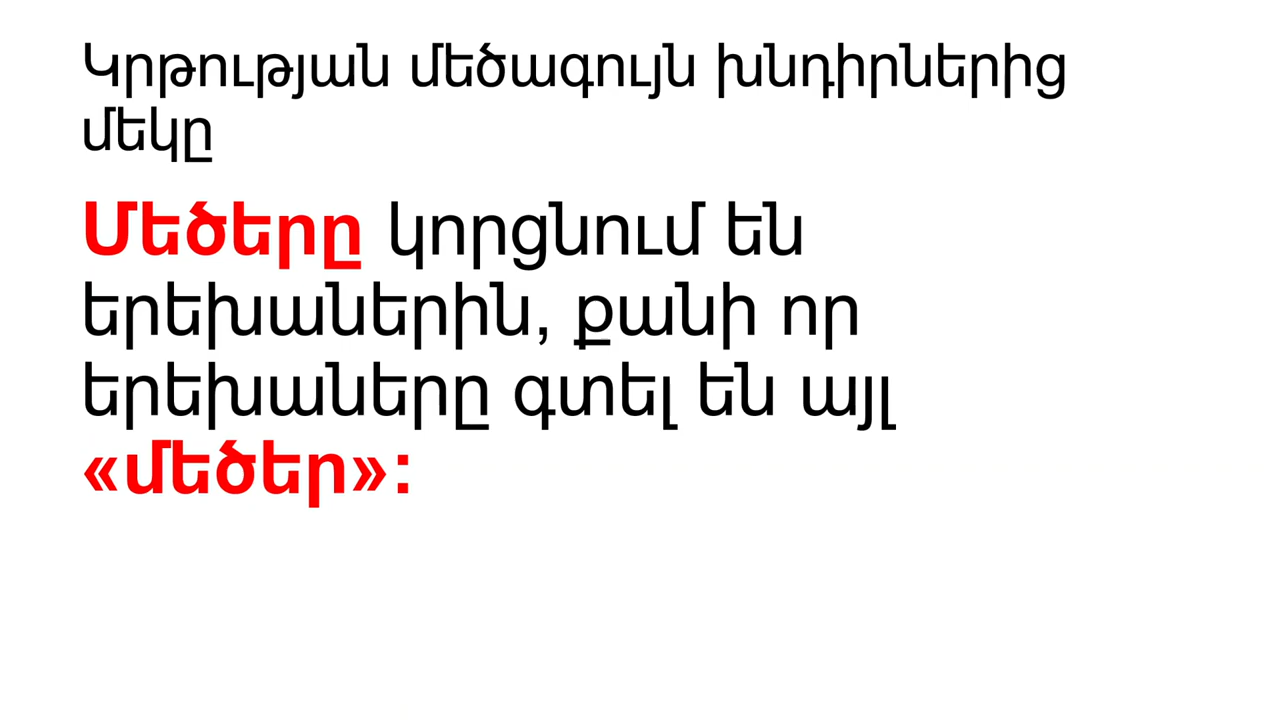 Կրթության մեծագույն խնդիրներից
մեկը
Մեծերը կորցնում են
երեխաներին, քանի որ
երեխաները գտել են այլ
«մեծեր»: